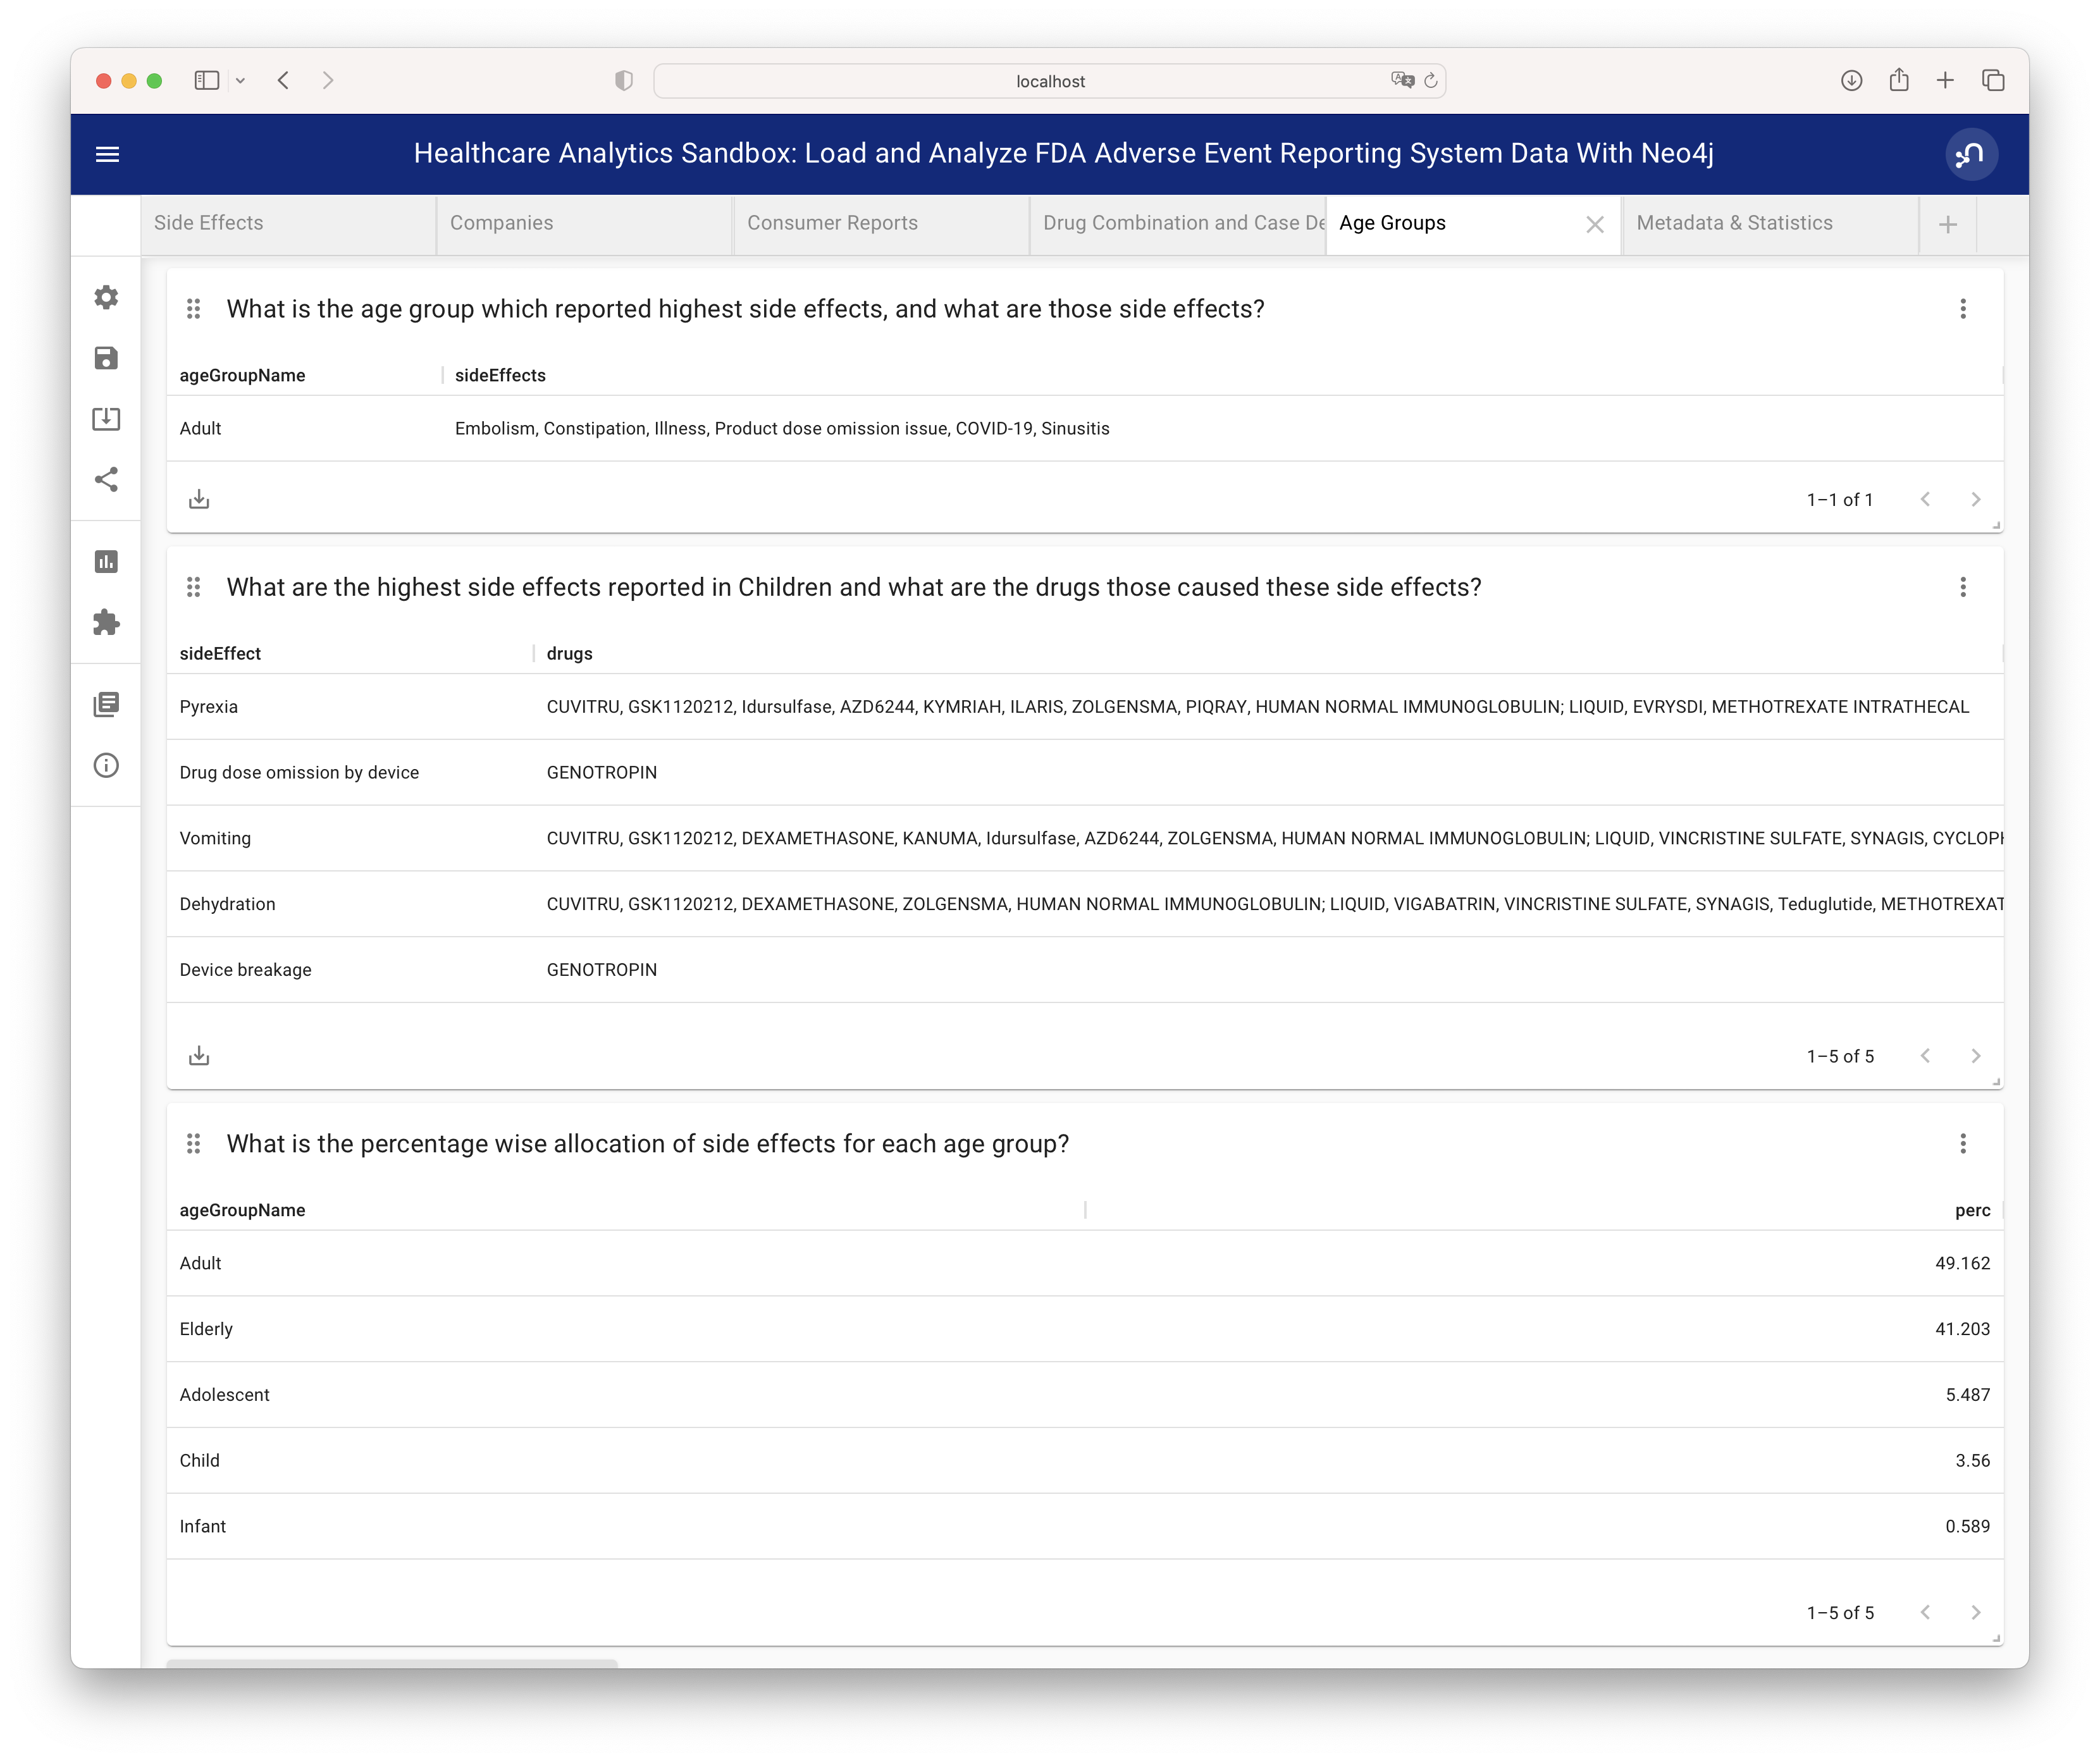 localhost
Healthcare Analytics Sandbox: Load and Analyze FDA Adverse Event Reporting System Data With Neo4j
Side Effects Companies Consumer Reports Drug Combination and Case De Age Groups Metadata & Statistics
What is the age group which reported highest side effects, and what are those side effects?
ageGroupName sideEffects
Adult Embolism, Constipation, Illness, Product dose omission issue, COVID-19, Sinusitis
1–1 of 1
What are the highest side effects reported in Children and what are the drugs those caused these side effects?
sideEffect drugs
Pyrexia CUVITRU, GSK1120212, Idursulfase, AZD6244, KYMRIAH, ILARIS, ZOLGENSMA, PIQRAY, HUMAN NORMAL IMMUNOGLOBULIN; LIQUID, EVRYSDI, METHOTREXATE INTRATHECAL
Drug dose omission by device GENOTROPIN
Vomiting CUVITRU, GSK1120212, DEXAMETHASONE, KANUMA, Idursulfase, AZD6244, ZOLGENSMA, HUMAN NORMAL IMMUNOGLOBULIN; LIQUID, VINCRISTINE SULFATE, SYNAGIS, CYCLOP
Dehydration CUVITRU, GSK1120212, DEXAMETHASONE, ZOLGENSMA, HUMAN NORMAL IMMUNOGLOBULIN; LIQUID, VIGABATRIN, VINCRISTINE SULFATE, SYNAGIS, Teduglutide, METHOTREXAT
Device breakage GENOTROPIN
1–5 of 5
What is the percentage wise allocation of side effects for each age group?
ageGroupName perc
Adult 49.162
Elderly 41.203
Adolescent 5.487
Child 3.56
Infant 0.589
1–5 of 5